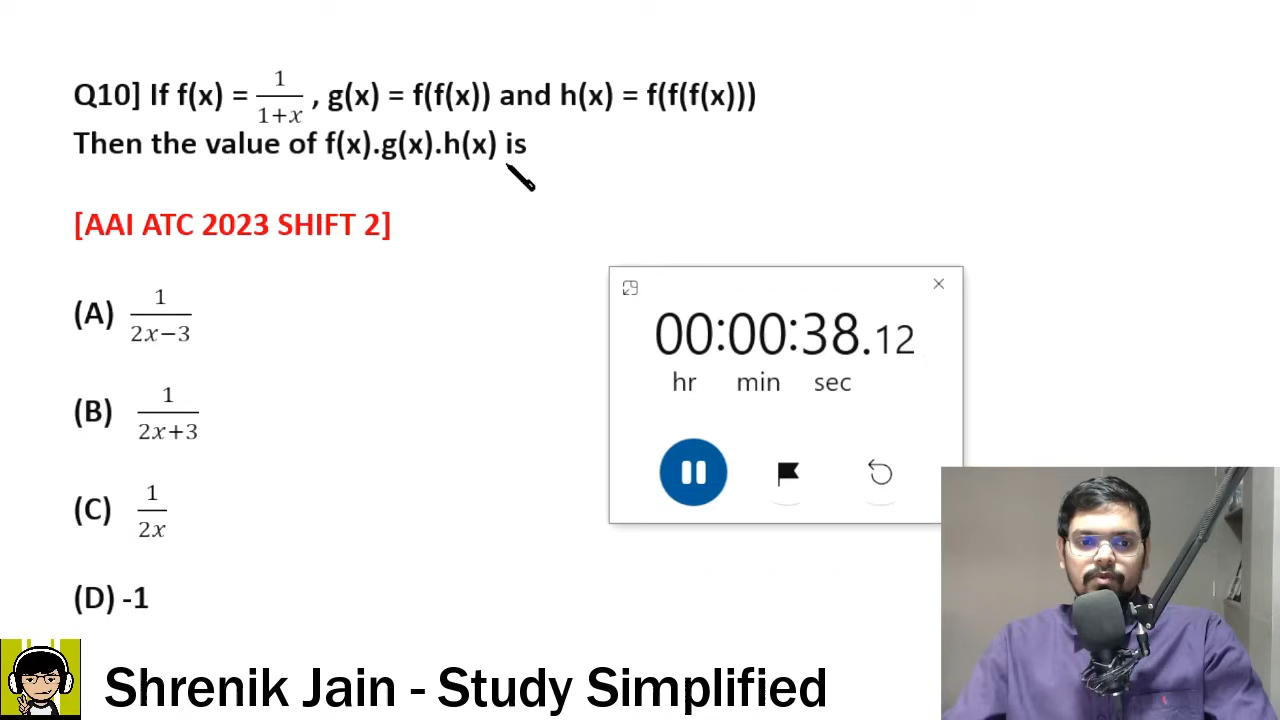 Q10] If f(x) = 1/(1+x) , g(x) = f(f(x)) and h(x) = f(f(f(x)))
Then the value of f(x).g(x).h(x) is
[AAI ATC 2023 SHIFT 2]
(A) 1/(2x−3)
(B) 1/(2x+3)
(C) 1/(2x)
(D) -1
00:00:38.12
hr min sec
Shrenik Jain - Study Simplified